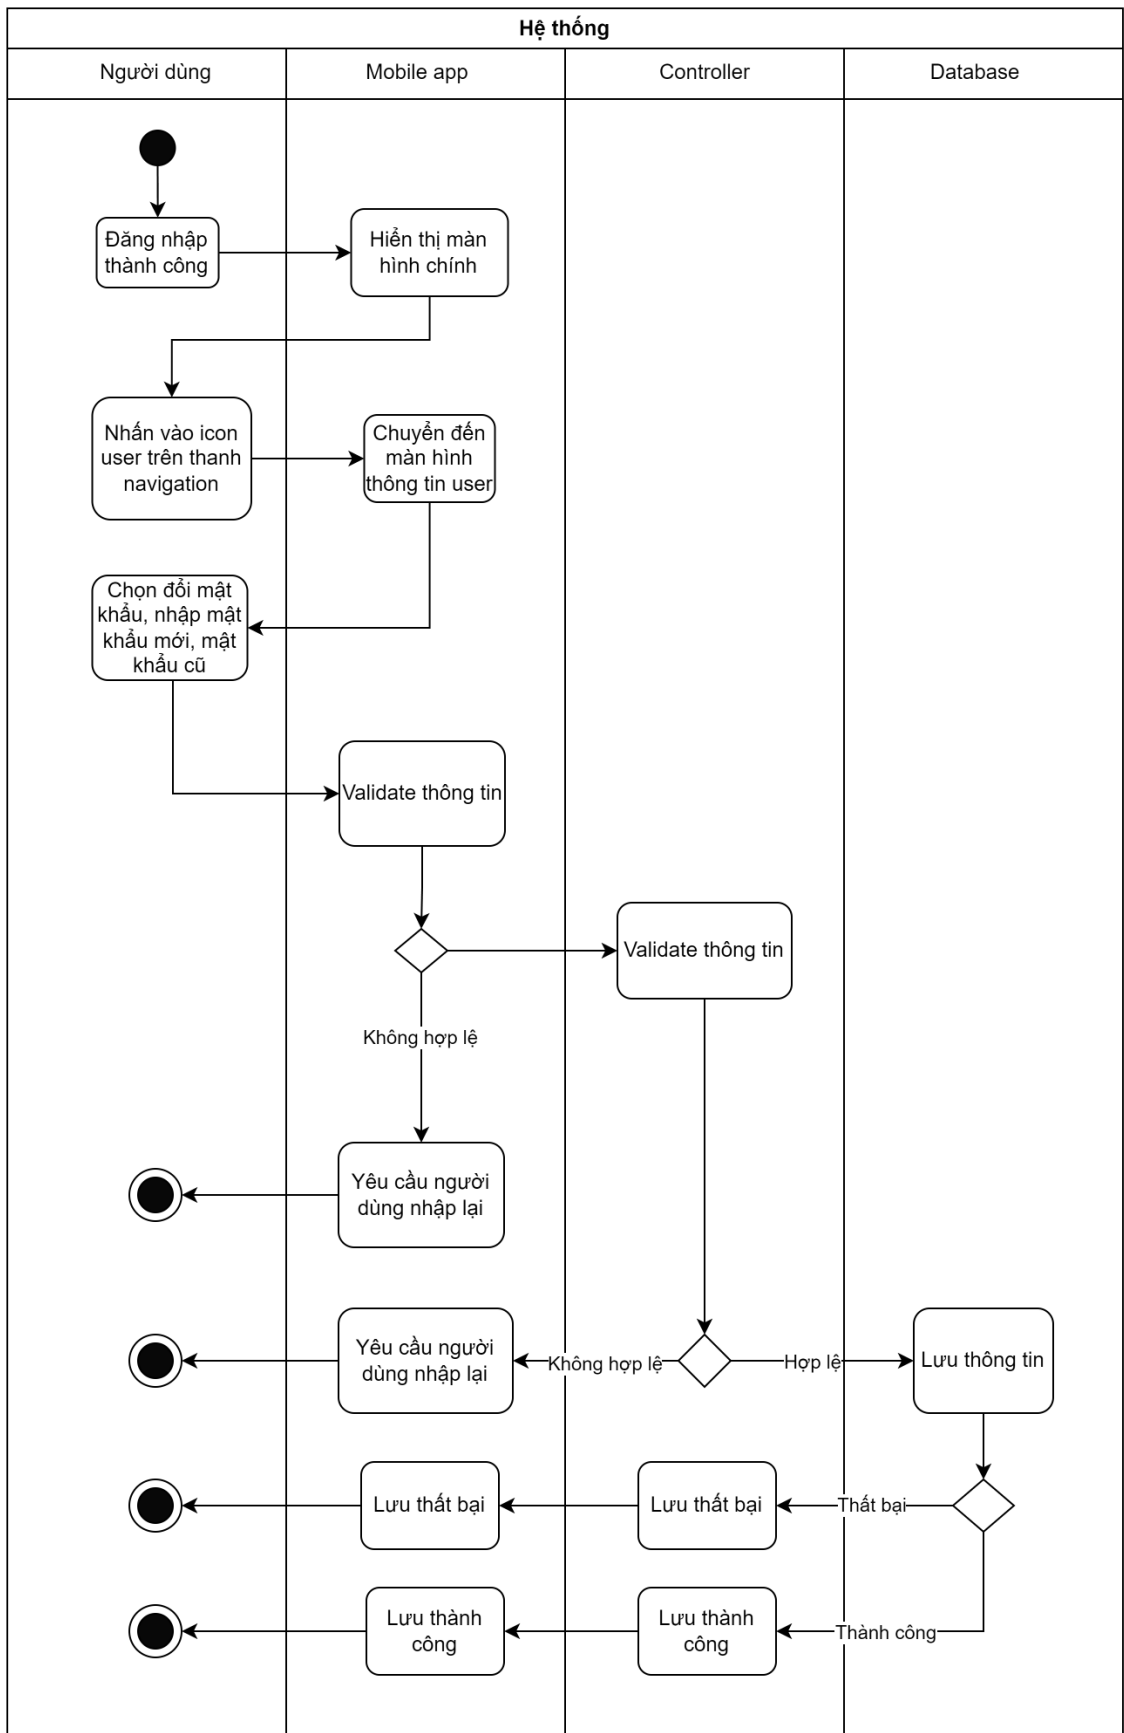 Hệ thống
Người dùng
Mobile app
Controller
Database
Đăng nhập
thành công
Hiển thị màn
hình chính
Nhấn vào icon
user trên thanh
navigation
Chuyển đến
màn hình
thông tin user
Chọn đổi mật
khẩu, nhập mật
khẩu mới, mật
khẩu cũ
Validate thông tin
Validate thông tin
Không hợp lệ
Yêu cầu người
dùng nhập lại
Yêu cầu người
dùng nhập lại
Không hợp lệ
Hợp lệ
Lưu thông tin
Lưu thất bại
Lưu thất bại
Thất bại
Lưu thành
công
Lưu thành
công
Thành công